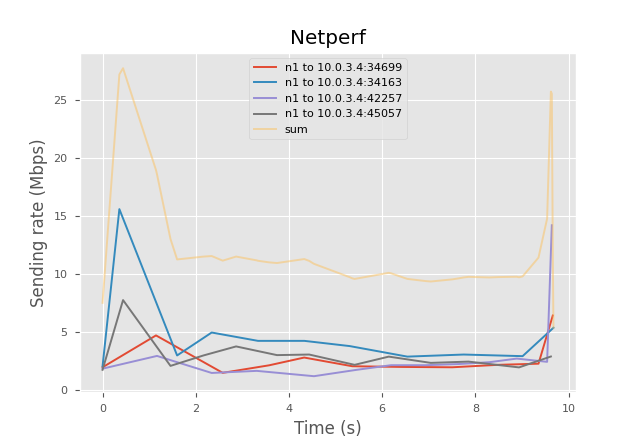 Netperf
n1 to 10.0.3.4:34699
n1 to 10.0.3.4:34163
n1 to 10.0.3.4:42257
n1 to 10.0.3.4:45057
sum
Sending rate (Mbps)
25
20
15
10
5
0
0 2 4 6 8 10
Time (s)